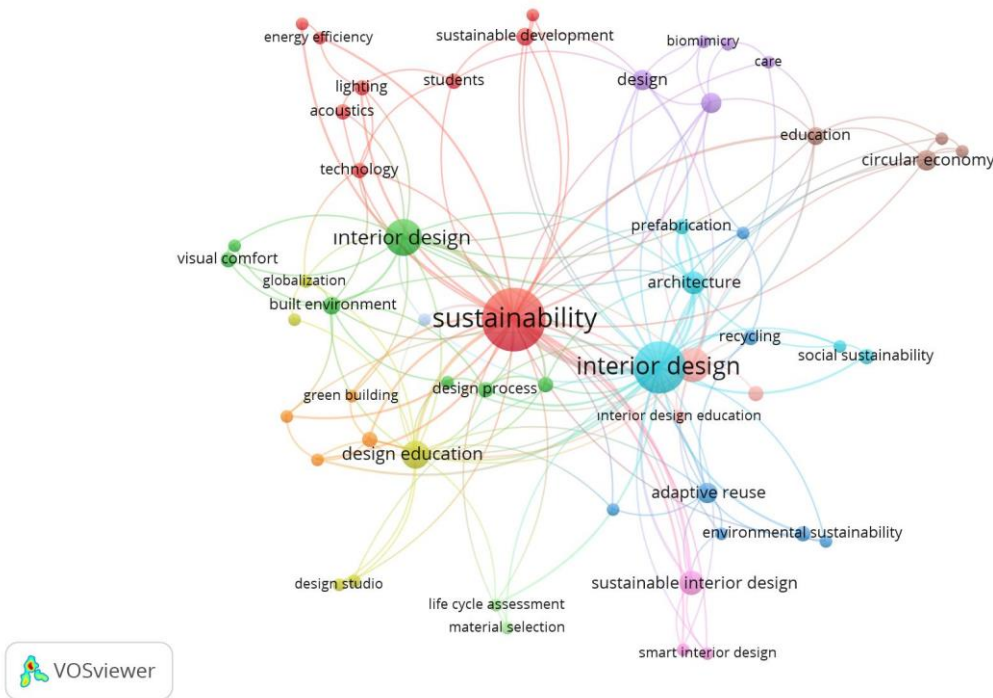 energy efficiency
sustainable development
biomimicry
care
design
students
lighting
acoustics
education
circular economy
technology
prefabrication
ınterior design
visual comfort
globalization
architecture
built environment
sustainability
recycling
social sustainability
interior design
design process
green building
ınterior design education
design education
adaptive reuse
environmental sustainability
design studio
sustainable interior design
life cycle assessment
material selection
smart interior design
VOSviewer